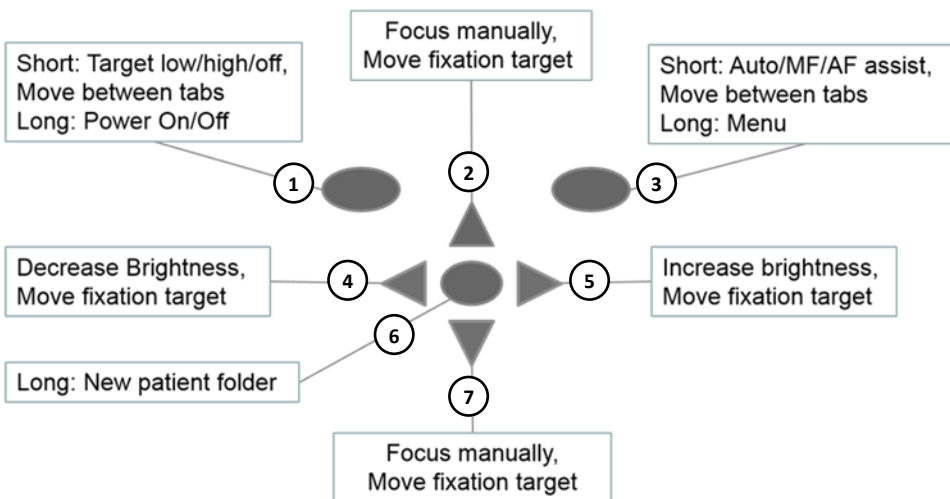 Focus manually,
Move fixation target
Short: Target low/high/off,
Move between tabs
Long: Power On/Off
Short: Auto/MF/AF assist,
Move between tabs
Long: Menu
1
2
3
Decrease Brightness,
Move fixation target
4
5
Increase brightness,
Move fixation target
6
Long: New patient folder
7
Focus manually,
Move fixation target